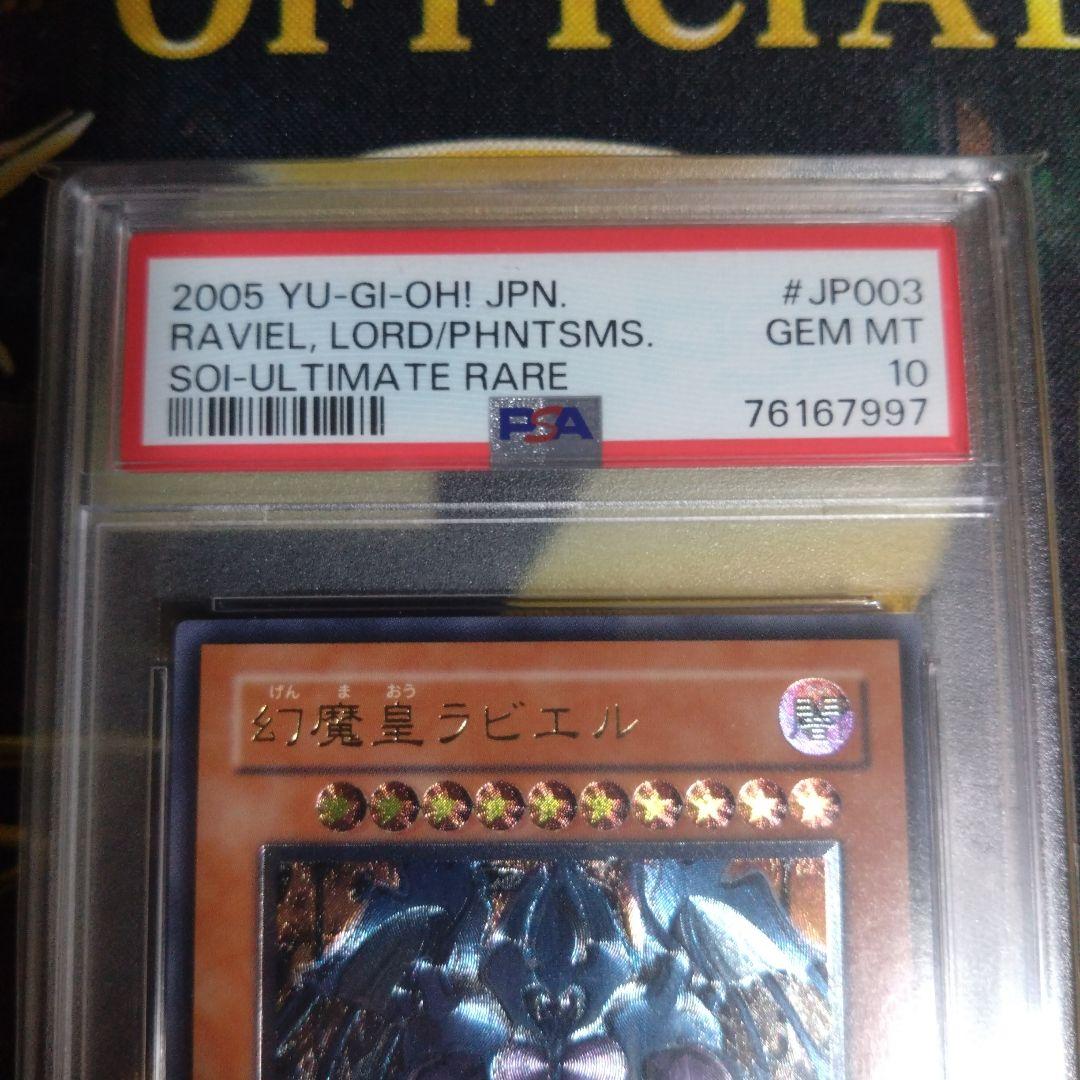 OFFICIAL
2005 YU-GI-OH! JPN. #JP003
RAVIEL, LORD/PHNTSMS. GEM MT
SOI-ULTIMATE RARE 10
PSA 76167997
げん ま おう
幻魔皇ラビエル
闇